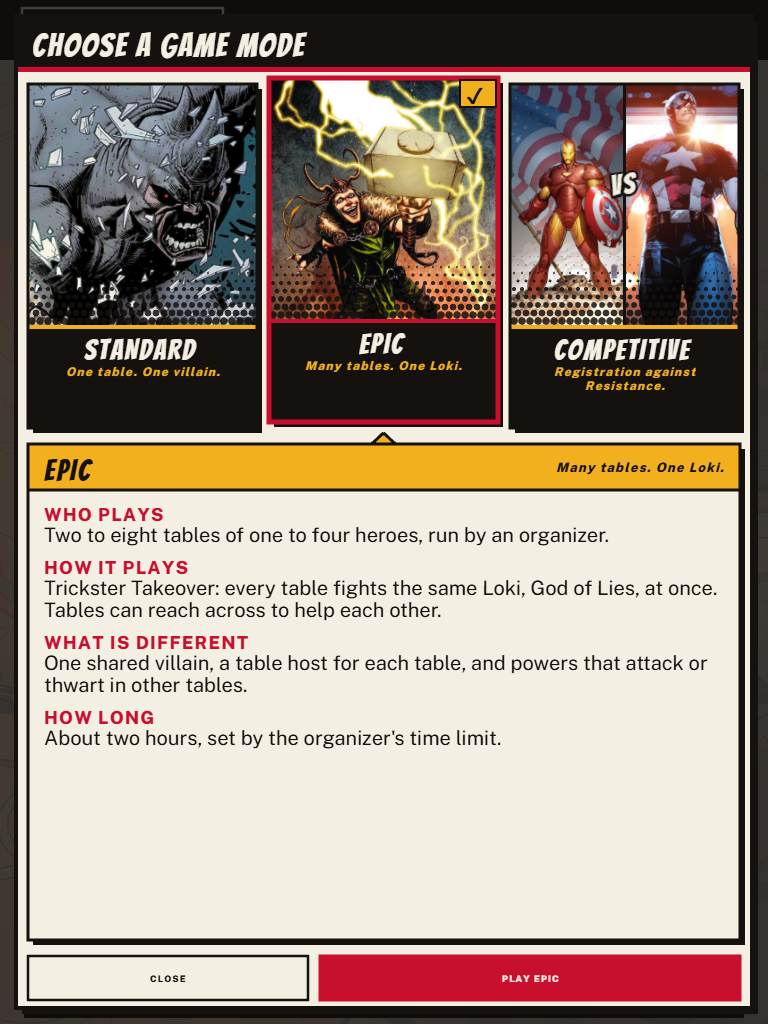 CHOOSE A GAME MODE
VS
STANDARD
One table. One villain.
EPIC
Many tables. One Loki.
COMPETITIVE
Registration against
Resistance.
EPIC
Many tables. One Loki.
WHO PLAYS
Two to eight tables of one to four heroes, run by an organizer.
HOW IT PLAYS
Trickster Takeover: every table fights the same Loki, God of Lies, at once.
Tables can reach across to help each other.
WHAT IS DIFFERENT
One shared villain, a table host for each table, and powers that attack or
thwart in other tables.
HOW LONG
About two hours, set by the organizer's time limit.
CLOSE
PLAY EPIC